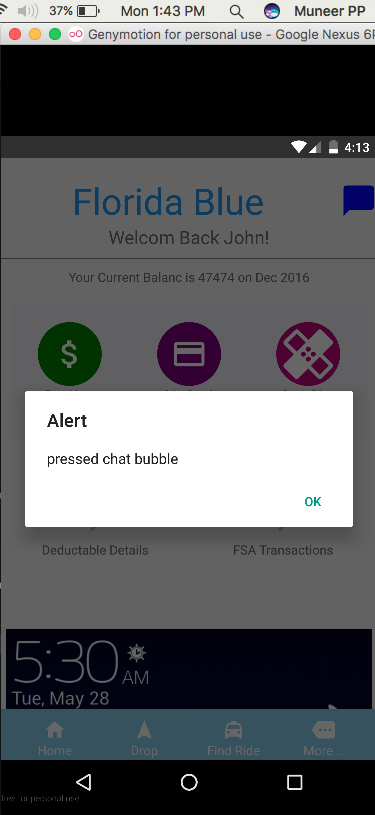 37% Mon 1:43 PM Muneer PP
Genymotion for personal use - Google Nexus 6P
4:13
Florida Blue
Welcom Back John!
Your Current Balanc is 47474 on Dec 2016
Alert
pressed chat bubble
OK
Deductable Details FSA Transactions
5:30 AM
Tue, May 28
Home Drop Find Ride More ..
free for personal use